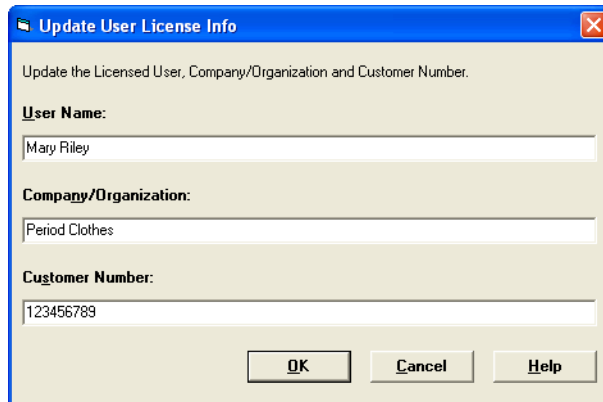 Update User License Info
Update the Licensed User, Company/Organization and Customer Number.
User Name:
Mary Riley
Company/Organization:
Period Clothes
Customer Number:
123456789
OK Cancel Help